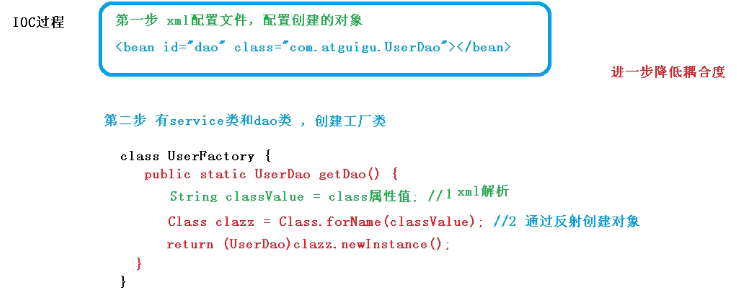 IOC过程
第一步 xml配置文件，配置创建的对象
<bean id="dao" class="com.atguigu.UserDao"></bean>
进一步降低耦合度
第二步 有service类和dao类 ，创建工厂类
class UserFactory {
public static UserDao getDao() {
String classValue = class属性值; //1 xml解析
Class clazz = Class.forName(classValue); //2 通过反射创建对象
return (UserDao)clazz.newInstance();
}
}